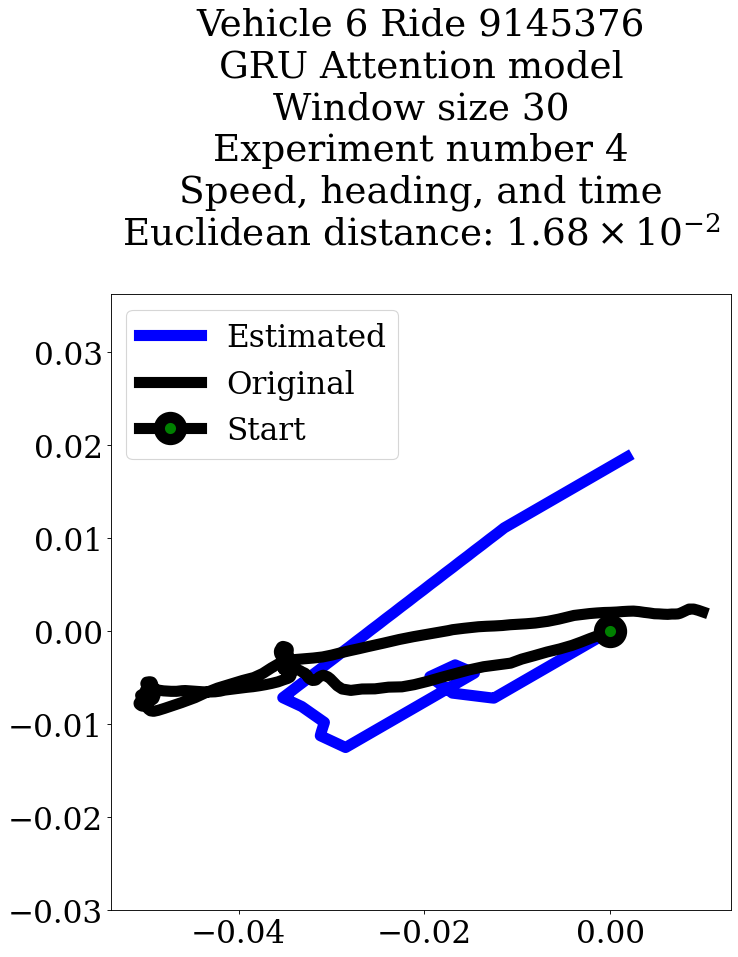 Vehicle 6 Ride 9145376
GRU Attention model
Window size 30
Experiment number 4
Speed, heading, and time
Euclidean distance: 1.68 × 10⁻²
Estimated
Original
Start
0.03
0.02
0.01
0.00
−0.01
−0.02
−0.03
−0.04 −0.02 0.00